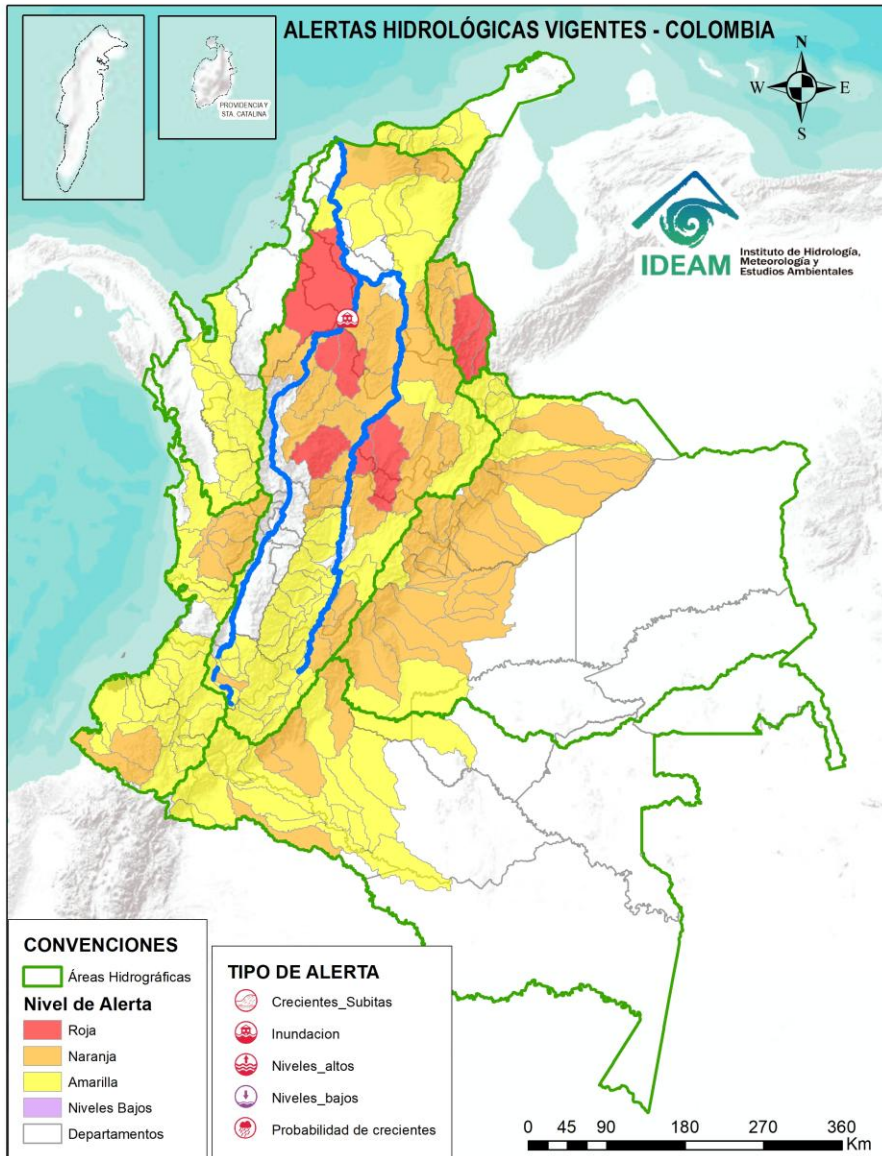 ALERTAS HIDROLÓGICAS VIGENTES - COLOMBIA
PROVIDENCIA Y
STA. CATALINA
N
W
E
S
IDEAM
Instituto de Hidrología,
Meteorología y
Estudios Ambientales
CONVENCIONES
Áreas Hidrográficas
Nivel de Alerta
Roja
Naranja
Amarilla
Niveles Bajos
Departamentos
TIPO DE ALERTA
Crecientes_Subitas
Inundacion
Niveles_altos
Niveles_bajos
Probabilidad de crecientes
0 45 90 180 270 360
Km